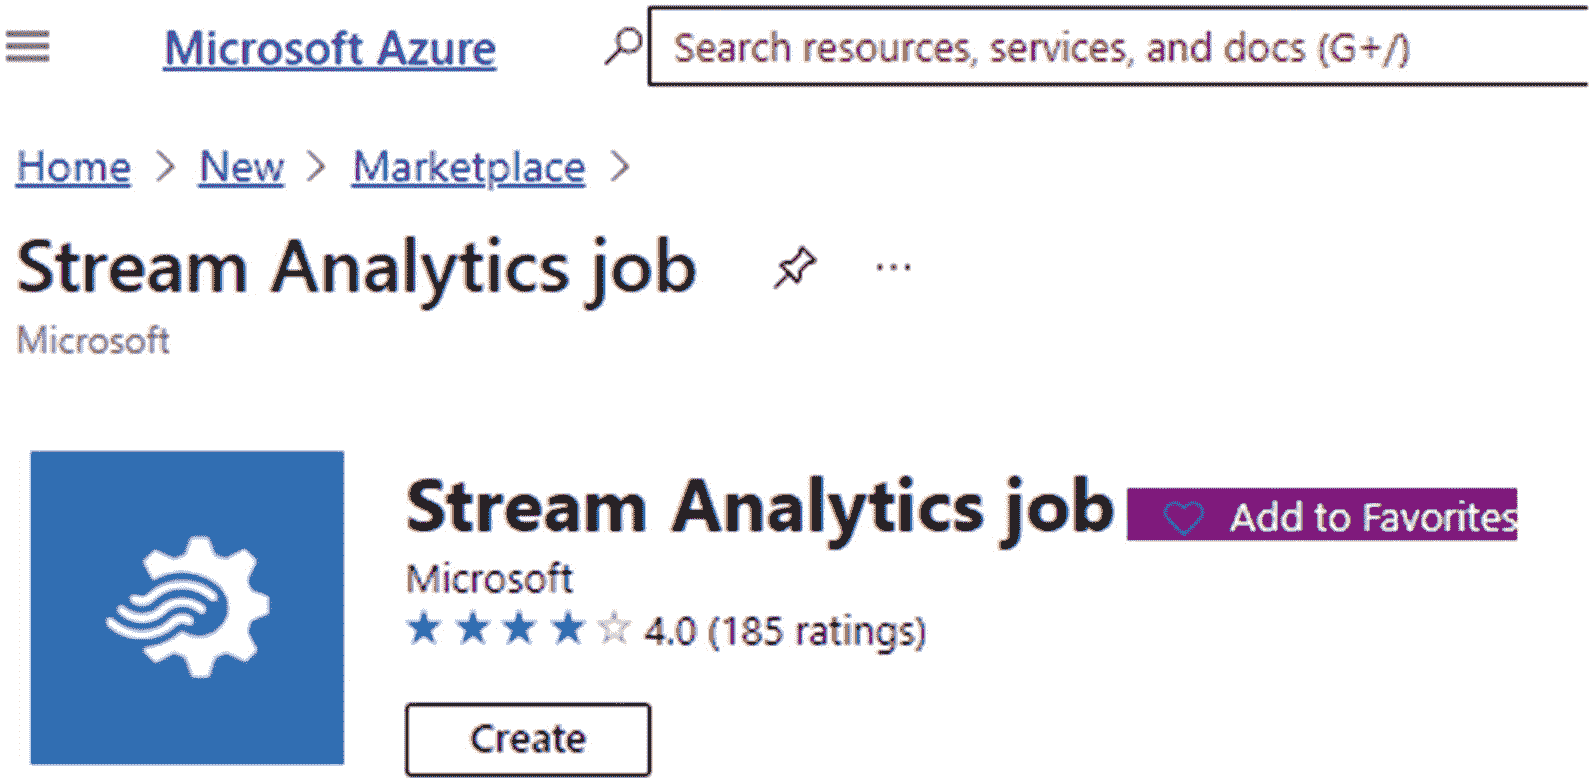 Microsoft Azure Search resources, services, and docs (G+/)
Home > New > Marketplace >
Stream Analytics job ...
Microsoft
Stream Analytics job Add to Favorites
Microsoft
4.0 (185 ratings)
Create